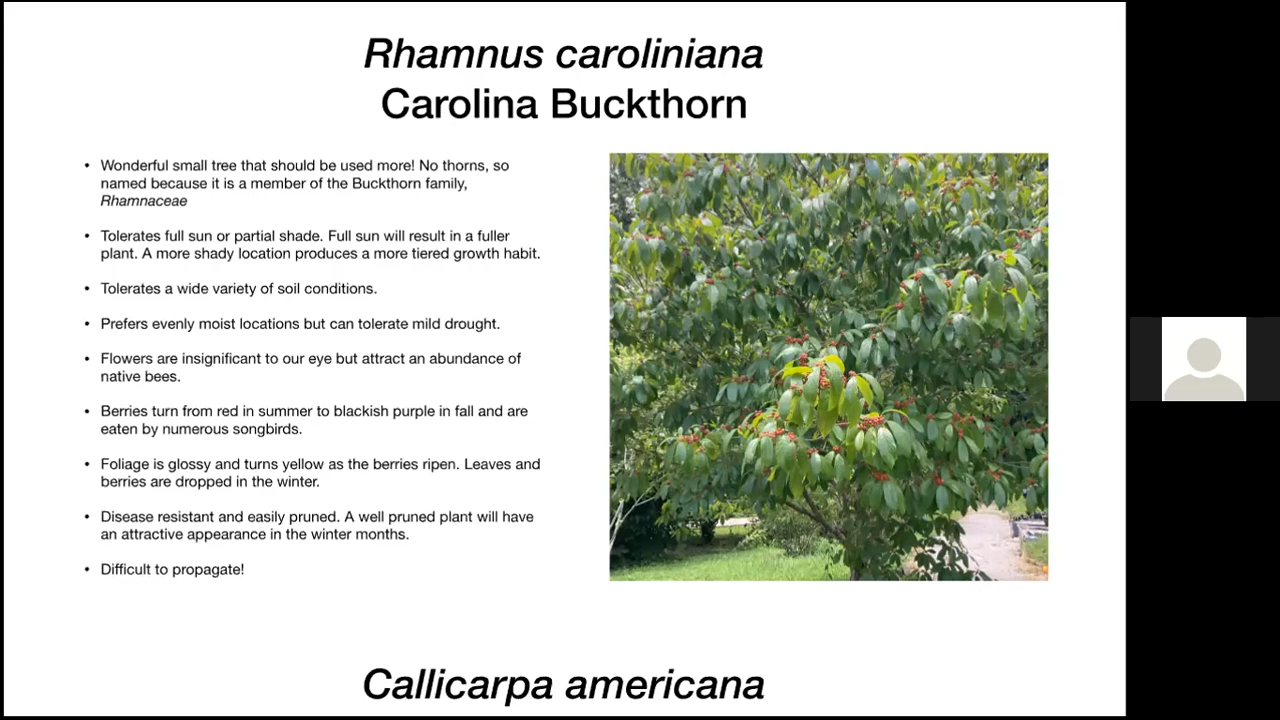 Rhamnus caroliniana
Carolina Buckthorn
• Wonderful small tree that should be used more! No thorns, so
named because it is a member of the Buckthorn family,
Rhamnaceae
• Tolerates full sun or partial shade. Full sun will result in a fuller
plant. A more shady location produces a more tiered growth habit.
• Tolerates a wide variety of soil conditions.
• Prefers evenly moist locations but can tolerate mild drought.
• Flowers are insignificant to our eye but attract an abundance of
native bees.
• Berries turn from red in summer to blackish purple in fall and are
eaten by numerous songbirds.
• Foliage is glossy and turns yellow as the berries ripen. Leaves and
berries are dropped in the winter.
• Disease resistant and easily pruned. A well pruned plant will have
an attractive appearance in the winter months.
• Difficult to propagate!
Callicarpa americana